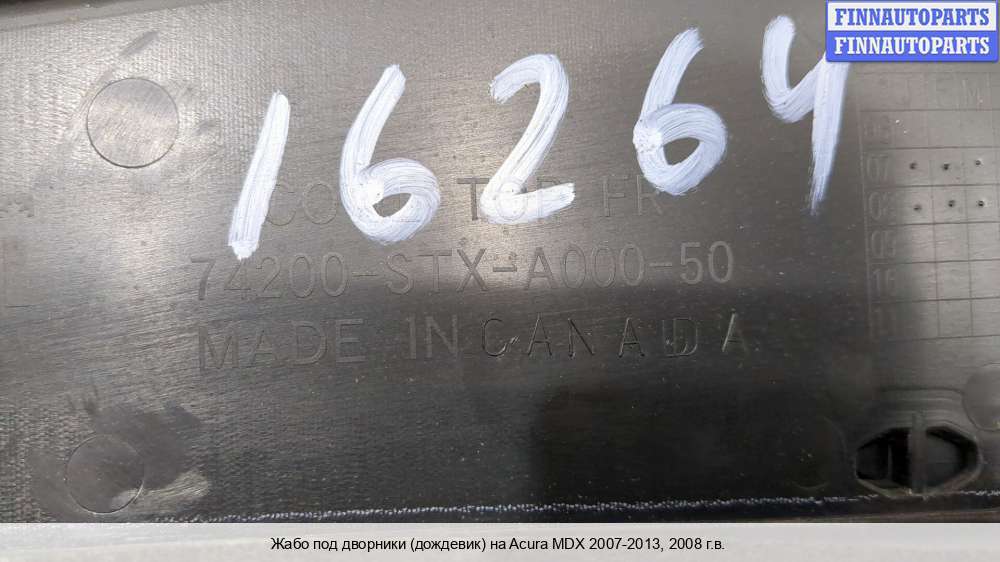 FINNAUTOPARTS
FINNAUTOPARTS
16264
TOP FR
74200-STX-A000-50
MADE IN CANADA
Жабо под дворники (дождевик) на Acura MDX 2007-2013, 2008 г.в.